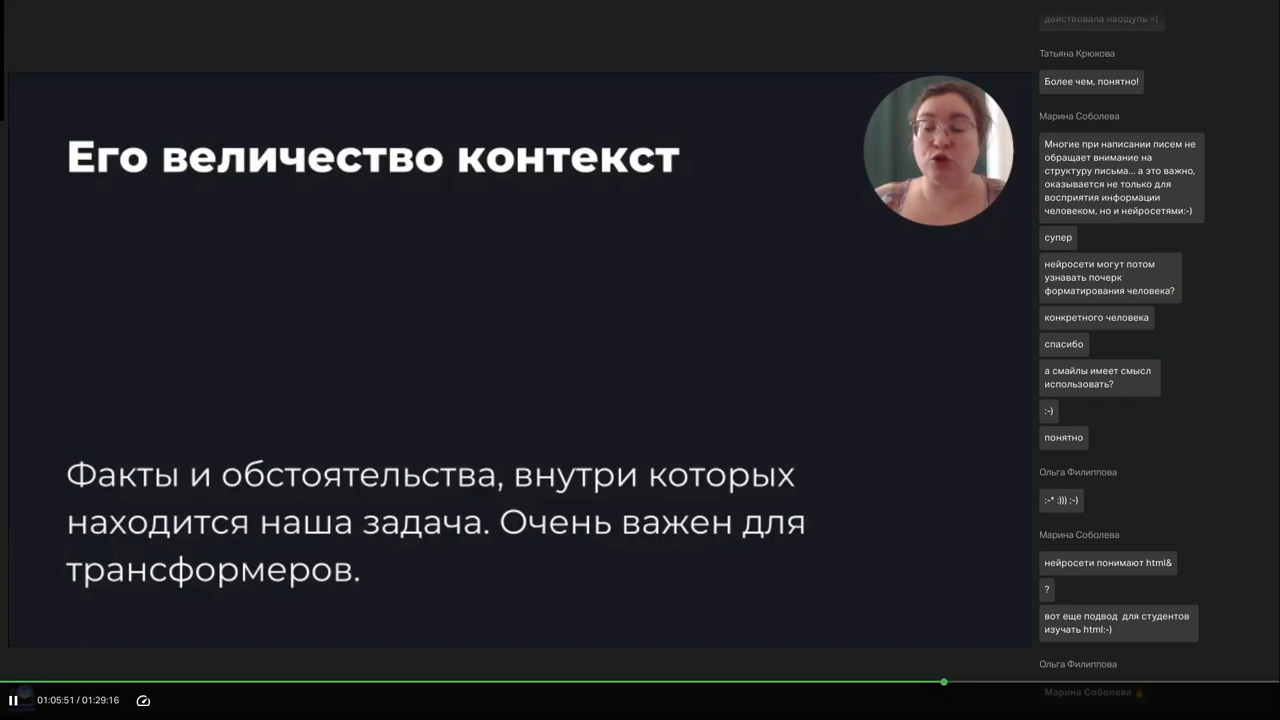 Его величество контекст
Факты и обстоятельства, внутри которых
находится наша задача. Очень важен для
трансформеров.
действовала наощупь =)
Татьяна Крюкова
Более чем, понятно!
Марина Соболева
Многие при написании писем не
обращает внимание на
структуру письма... а это важно,
оказывается не только для
восприятия информации
человеком, но и нейросетями:-)
супер
нейросети могут потом
узнавать почерк
форматирования человека?
конкретного человека
спасибо
а смайлы имеет смысл
использовать?
:-)
понятно
Ольга Филиппова
:-* :))) ;-)
Марина Соболева
нейросети понимают html&
?
вот еще подвод для студентов
изучать html:-)
Ольга Филиппова
Марина Соболева 🔥
01:05:51 / 01:29:16